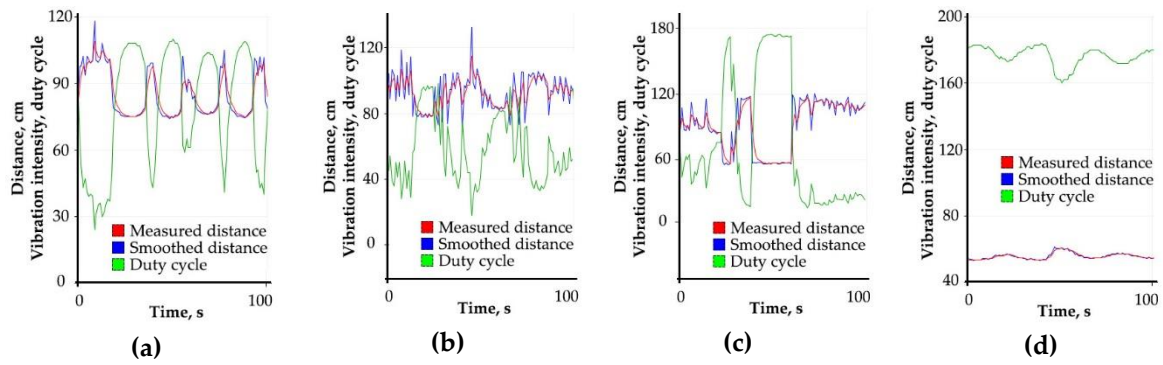 Distance, cm
Vibration intensity, duty cycle
120
90
60
30
0
Measured distance
Smoothed distance
Duty cycle
0
100
Time, s
(a)
Distance, cm
Vibration intensity, duty cycle
120
80
40
0
Measured distance
Smoothed distance
Duty cycle
0
100
Time, s
(b)
Distance, cm
Vibration intensity, duty cycle
180
120
60
0
Measured distance
Smoothed distance
Duty cycle
0
100
Time, s
(c)
Distance, cm
Vibration intensity, duty cycle
200
160
80
40
Measured distance
Smoothed distance
Duty cycle
0
100
Time, s
(d)